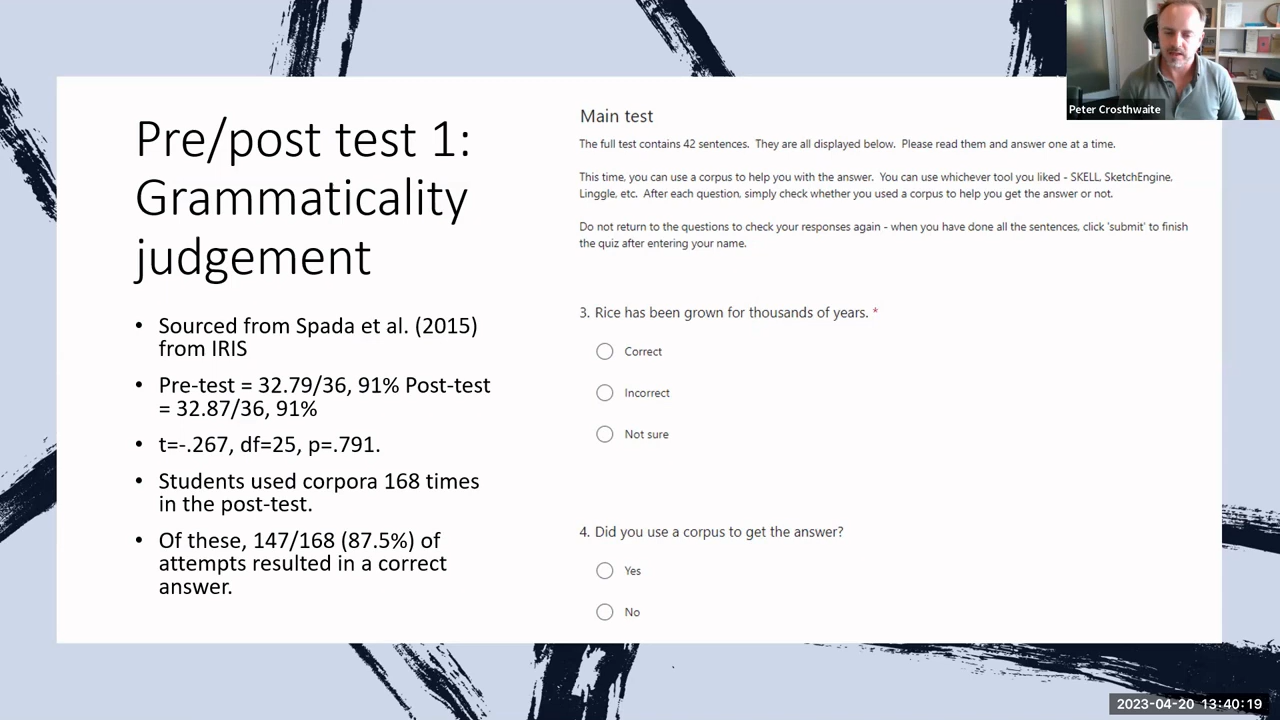 Pre/post test 1:
Grammaticality
judgement
• Sourced from Spada et al. (2015)
from IRIS
• Pre-test = 32.79/36, 91% Post-test
= 32.87/36, 91%
• t=-.267, df=25, p=.791.
• Students used corpora 168 times
in the post-test.
• Of these, 147/168 (87.5%) of
attempts resulted in a correct
answer.
Main test
The full test contains 42 sentences. They are all displayed below. Please read them and answer one at a time.
This time, you can use a corpus to help you with the answer. You can use whichever tool you liked - SKELL, SketchEngine,
Linggle, etc. After each question, simply check whether you used a corpus to help you get the answer or not.
Do not return to the questions to check your responses again - when you have done all the sentences, click 'submit' to finish
the quiz after entering your name.
3. Rice has been grown for thousands of years. *
Correct
Incorrect
Not sure
4. Did you use a corpus to get the answer?
Yes
No
Peter Crosthwaite
2023-04-20 13:40:19